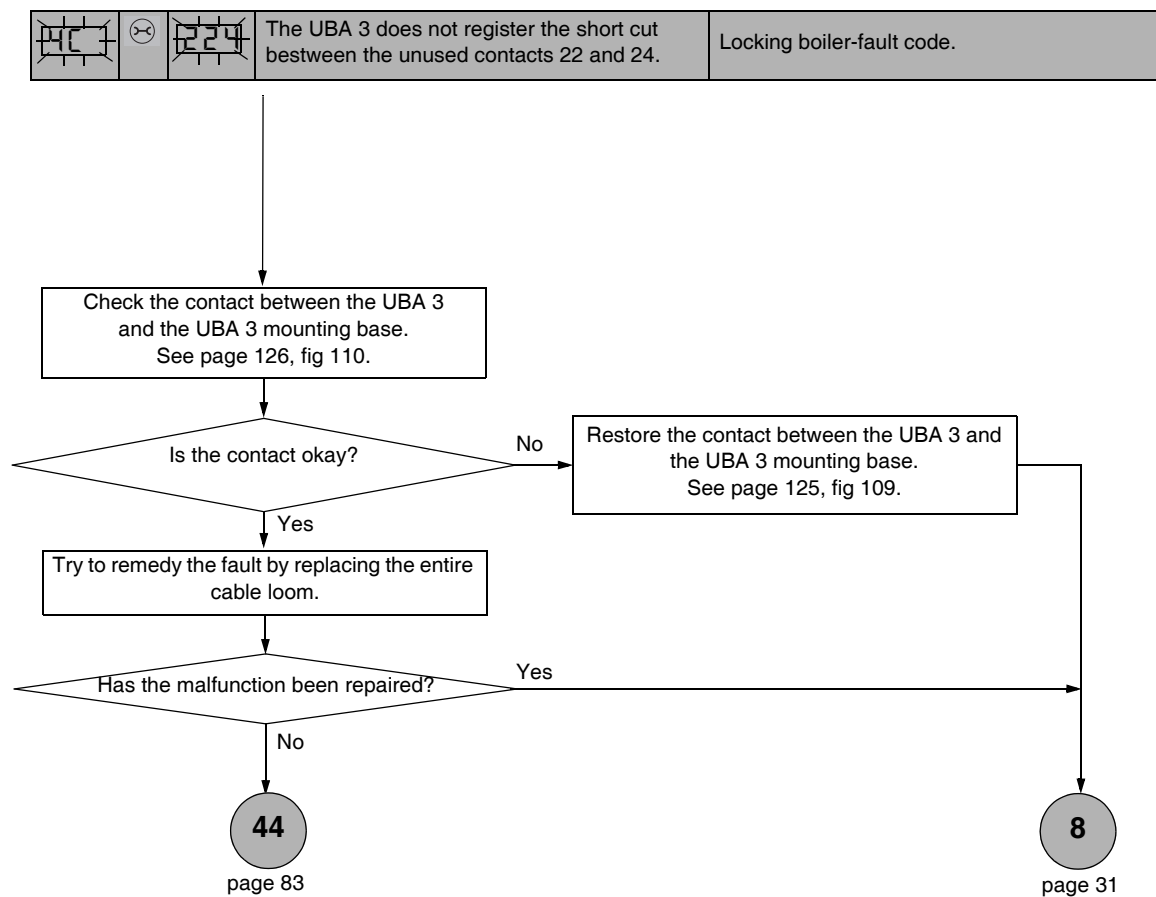 4C
224
The UBA 3 does not register the short cut
bestween the unused contacts 22 and 24.
Locking boiler-fault code.
Check the contact between the UBA 3
and the UBA 3 mounting base.
See page 126, fig 110.
Is the contact okay?
No
Restore the contact between the UBA 3 and
the UBA 3 mounting base.
See page 125, fig 109.
Yes
Try to remedy the fault by replacing the entire
cable loom.
Has the malfunction been repaired?
Yes
No
44
page 83
8
page 31